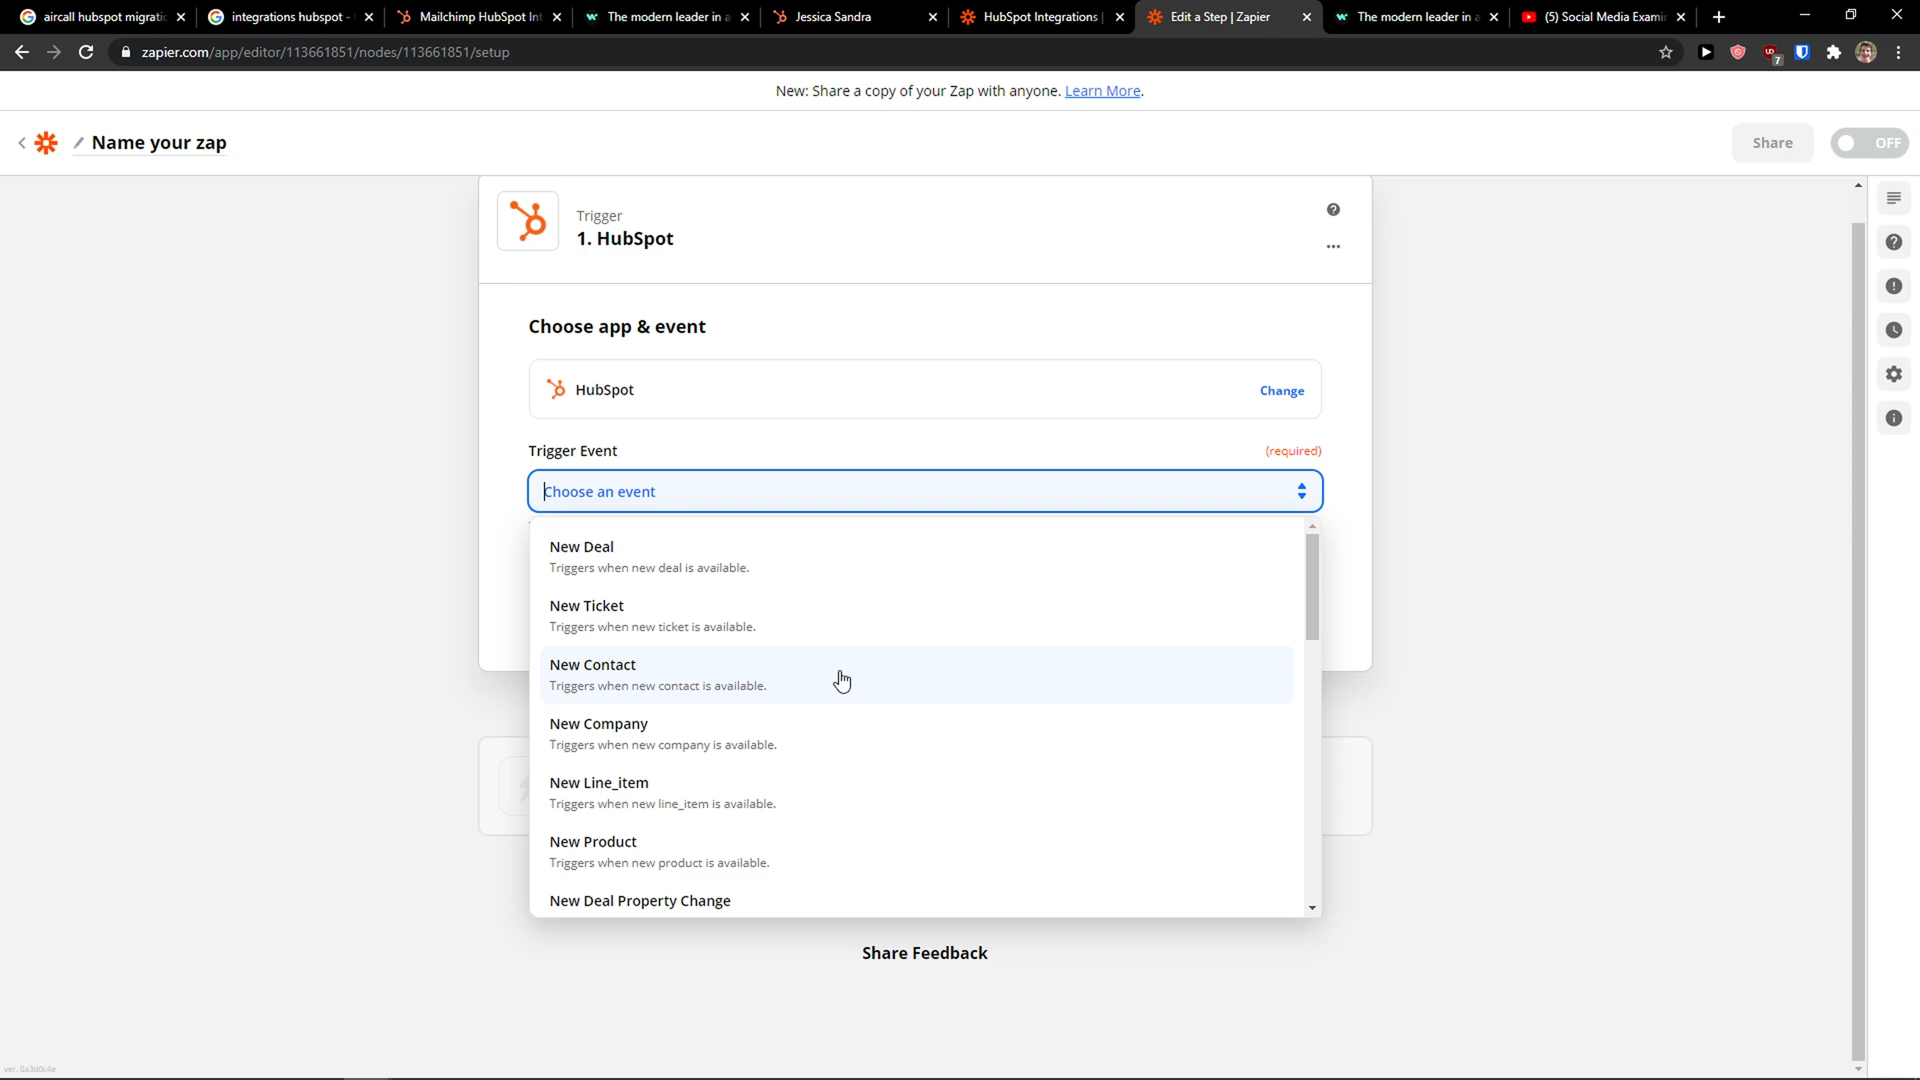 aircall hubspot migrati
integrations hubspot -
Mailchimp HubSpot Int
The modern leader in a
Jessica Sandra
HubSpot Integrations |
Edit a Step | Zapier
The modern leader in a
(5) Social Media Examin
zapier.com/app/editor/113661851/nodes/113661851/setup
7
New: Share a copy of your Zap with anyone. Learn More.
Name your zap
Share
OFF
Trigger
1. HubSpot
Choose app & event
HubSpot
Change
Trigger Event
(required)
Choose an event
New Deal
Triggers when new deal is available.
New Ticket
Triggers when new ticket is available.
New Contact
Triggers when new contact is available.
New Company
Triggers when new company is available.
New Line_item
Triggers when new line_item is available.
New Product
Triggers when new product is available.
New Deal Property Change
Share Feedback
ver. 0a3d0c4e